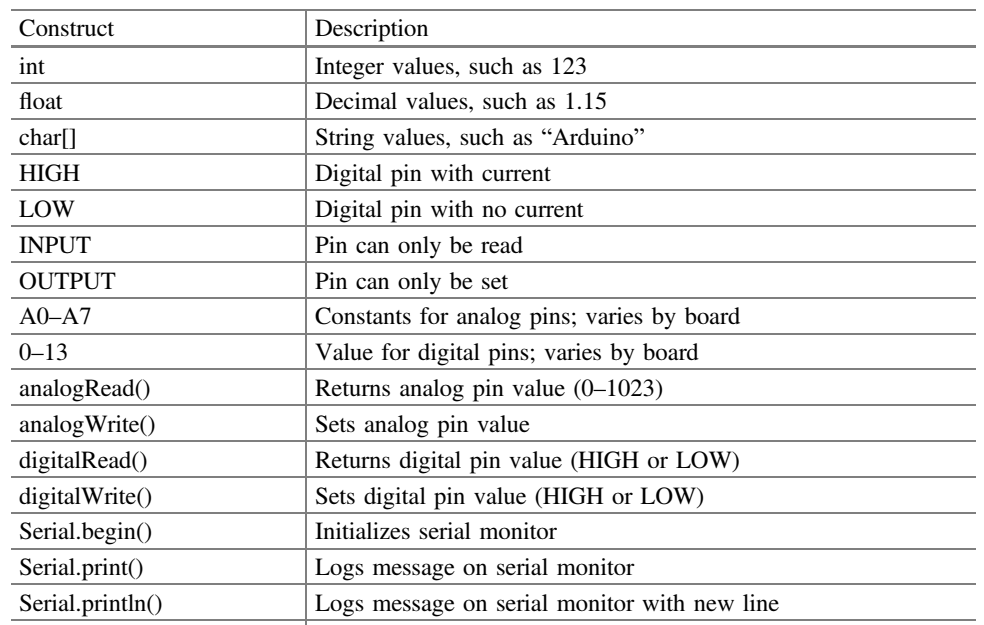 Construct Description
int Integer values, such as 123
float Decimal values, such as 1.15
char[] String values, such as “Arduino”
HIGH Digital pin with current
LOW Digital pin with no current
INPUT Pin can only be read
OUTPUT Pin can only be set
A0–A7 Constants for analog pins; varies by board
0–13 Value for digital pins; varies by board
analogRead() Returns analog pin value (0–1023)
analogWrite() Sets analog pin value
digitalRead() Returns digital pin value (HIGH or LOW)
digitalWrite() Sets digital pin value (HIGH or LOW)
Serial.begin() Initializes serial monitor
Serial.print() Logs message on serial monitor
Serial.println() Logs message on serial monitor with new line